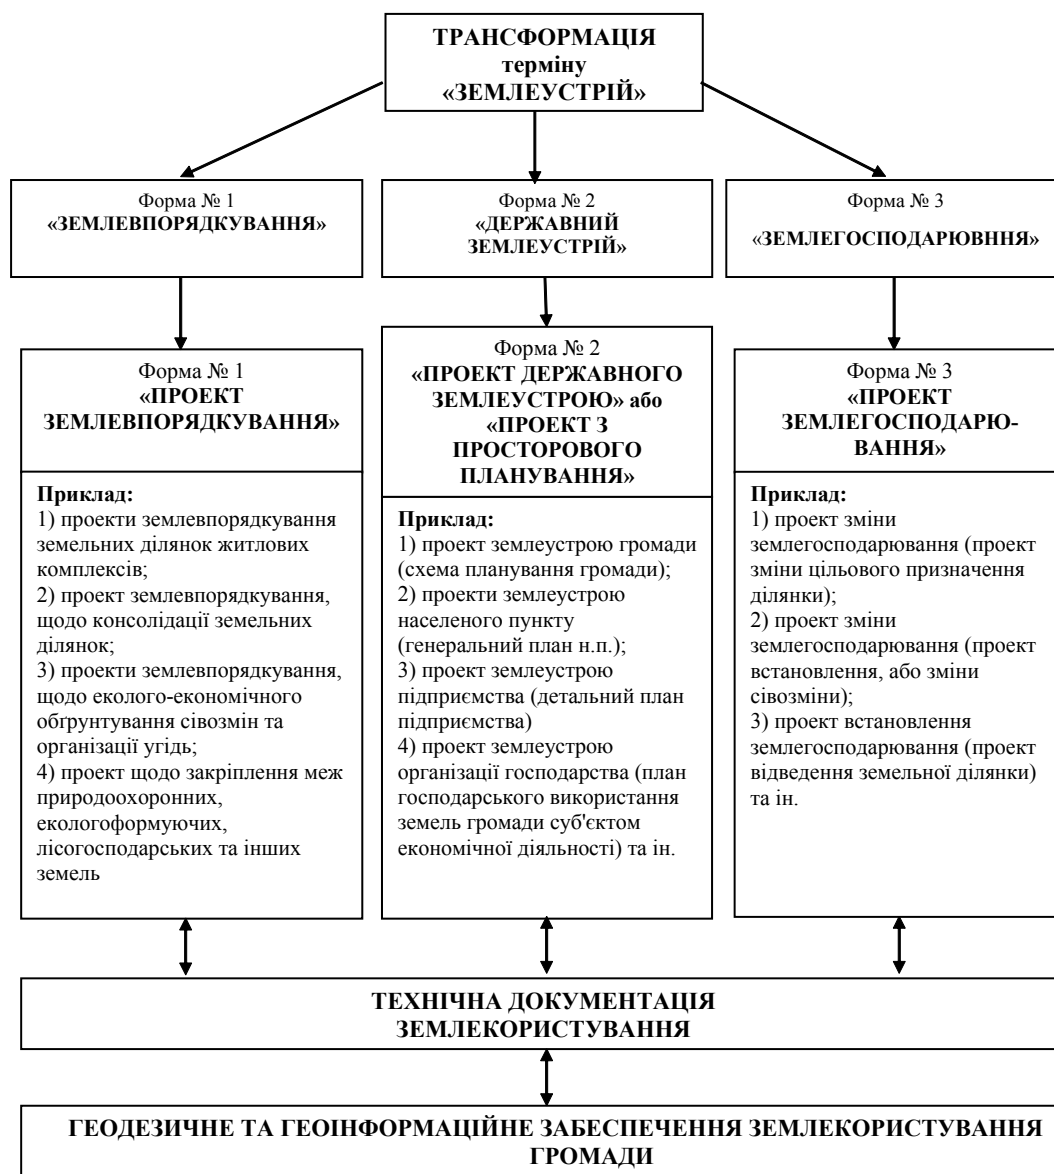 ТРАНСФОРМАЦІЯ
терміну
«ЗЕМЛЕУСТРІЙ»
Форма № 1
«ЗЕМЛЕВПОРЯДКУВАННЯ»
Форма № 2
«ДЕРЖАВНИЙ
ЗЕМЛЕУСТРІЙ»
Форма № 3
«ЗЕМЛЕГОСПОДАРЮВННЯ»
Форма № 1
«ПРОЕКТ
ЗЕМЛЕВПОРЯДКУВАННЯ»
Приклад:
1) проекти землевпорядкування
земельних ділянок житлових
комплексів;
2) проект землевпорядкування,
щодо консолідації земельних
ділянок;
3) проекти землевпорядкування,
щодо еколого-економічного
обґрунтування сівозмін та
організації угідь;
4) проект щодо закріплення меж
природоохоронних,
екологоформуючих,
лісогосподарських та інших
земель
Форма № 2
«ПРОЕКТ ДЕРЖАВНОГО
ЗЕМЛЕУСТРОЮ» або
«ПРОЕКТ З
ПРОСТОРОВОГО
ПЛАНУВАННЯ»
Приклад:
1) проект землеустрою громади
(схема планування громади);
2) проекти землеустрою
населеного пункту
(генеральний план н.п.);
3) проект землеустрою
підприємства (детальний план
підприємства)
4) проект землеустрою
організації господарства (план
господарського використання
земель громади суб'єктом
економічної діяльності) та ін.
Форма № 3
«ПРОЕКТ
ЗЕМЛЕГОСПОДАРЮ-
ВАННЯ»
Приклад:
1) проект зміни
землегосподарювання (проект
зміни цільового призначення
ділянки);
2) проект зміни
землегосподарювання (проект
встановлення, або зміни
сівозміни);
3) проект встановлення
землегосподарювання (проект
відведення земельної ділянки)
та ін.
ТЕХНІЧНА ДОКУМЕНТАЦІЯ
ЗЕМЛЕКОРИСТУВАННЯ
ГЕОДЕЗИЧНЕ ТА ГЕОІНФОРМАЦІЙНЕ ЗАБЕСПЕЧЕННЯ ЗЕМЛЕКОРИСТУВАННЯ
ГРОМАДИ